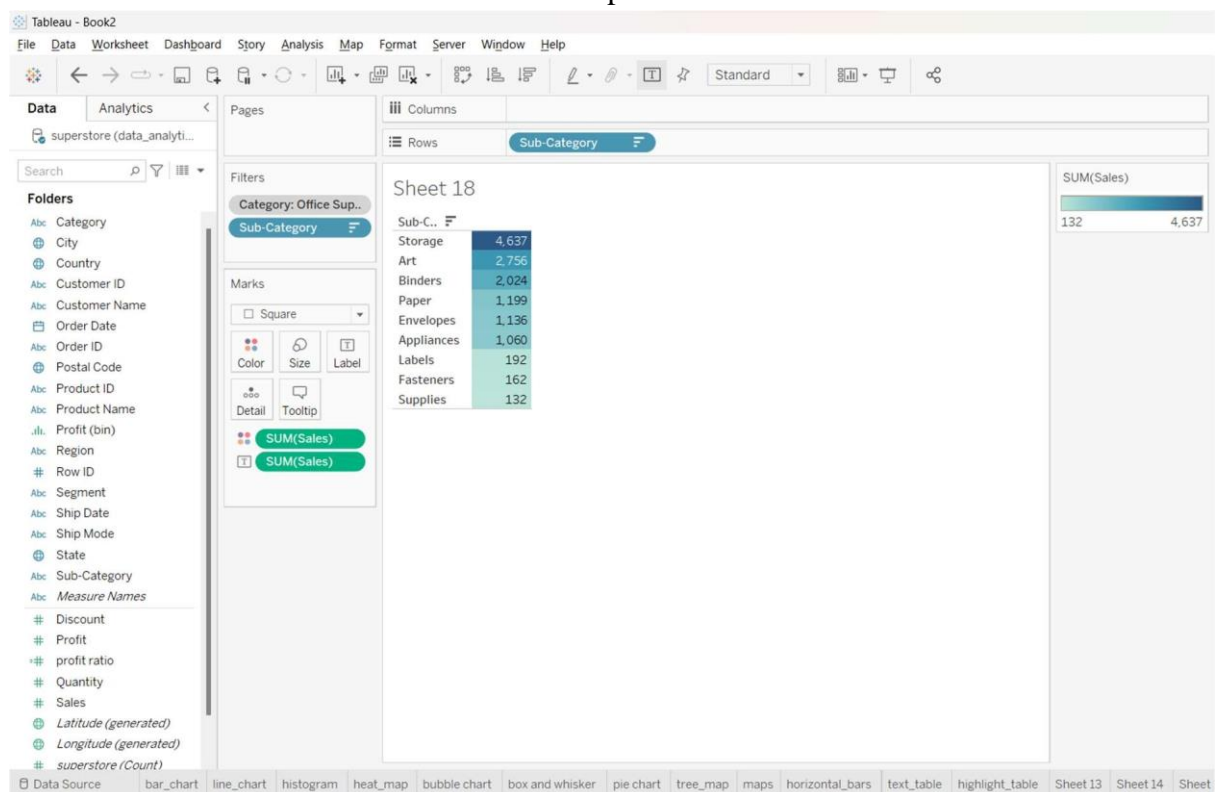 Tableau - Book2
File Data Worksheet Dashboard Story Analysis Map Format Server Window Help
Standard
Data Analytics
superstore (data_analyti...
Search
Folders
Abc Category
City
Country
Abc Customer ID
Abc Customer Name
Order Date
Abc Order ID
Postal Code
Abc Product ID
Abc Product Name
Profit (bin)
Abc Region
# Row ID
Abc Segment
Abc Ship Date
Abc Ship Mode
State
Abc Sub-Category
Abc Measure Names
# Discount
# Profit
# profit ratio
# Quantity
# Sales
Latitude (generated)
Longitude (generated)
# superstore (Count)
Pages
Filters
Category: Office Sup..
Sub-Category
Marks
Square
Color Size Label
Detail Tooltip
SUM(Sales)
SUM(Sales)
Columns
Rows Sub-Category
Sheet 18
Sub-C..
Storage 4,637
Art 2,756
Binders 2,024
Paper 1,199
Envelopes 1,136
Appliances 1,060
Labels 192
Fasteners 162
Supplies 132
SUM(Sales)
132 4,637
Data Source bar_chart line_chart histogram heat_map bubble chart box and whisker pie chart tree_map maps horizontal_bars text_table highlight_table Sheet 13 Sheet 14 Sheet